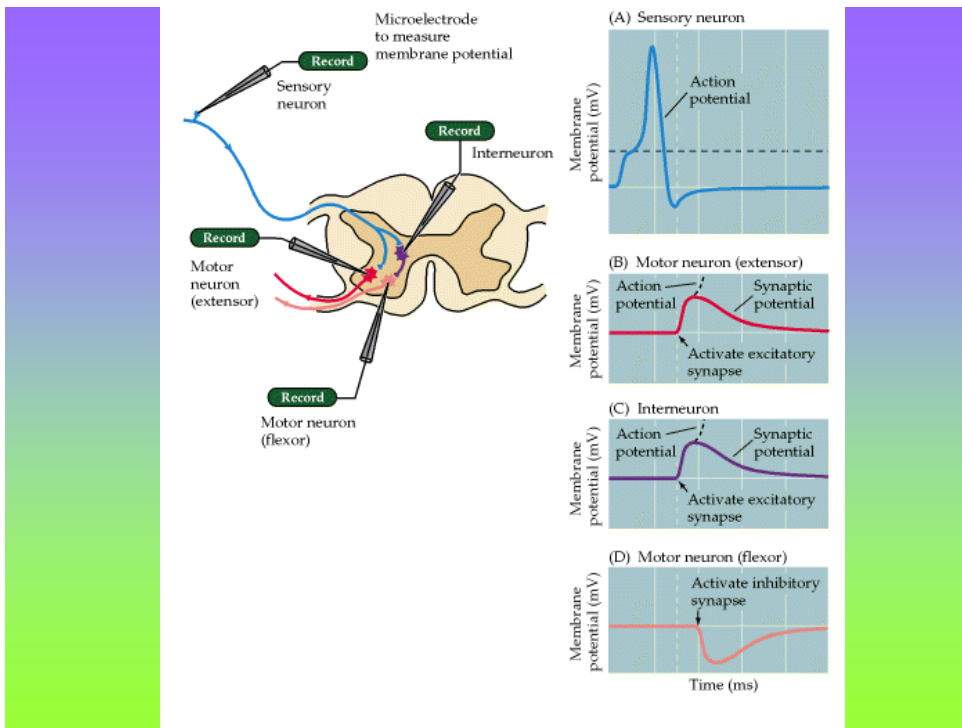 Microelectrode
to measure
membrane potential
Record
Sensory
neuron
Record
Interneuron
Record
Motor
neuron
(extensor)
Record
Motor neuron
(flexor)
(A) Sensory neuron
Membrane
potential (mV)
Action
potential
(B) Motor neuron (extensor)
Membrane
potential (mV)
Action
potential
Synaptic
potential
Activate excitatory
synapse
(C) Interneuron
Membrane
potential (mV)
Action
potential
Synaptic
potential
Activate excitatory
synapse
(D) Motor neuron (flexor)
Membrane
potential (mV)
Activate inhibitory
synapse
Time (ms)